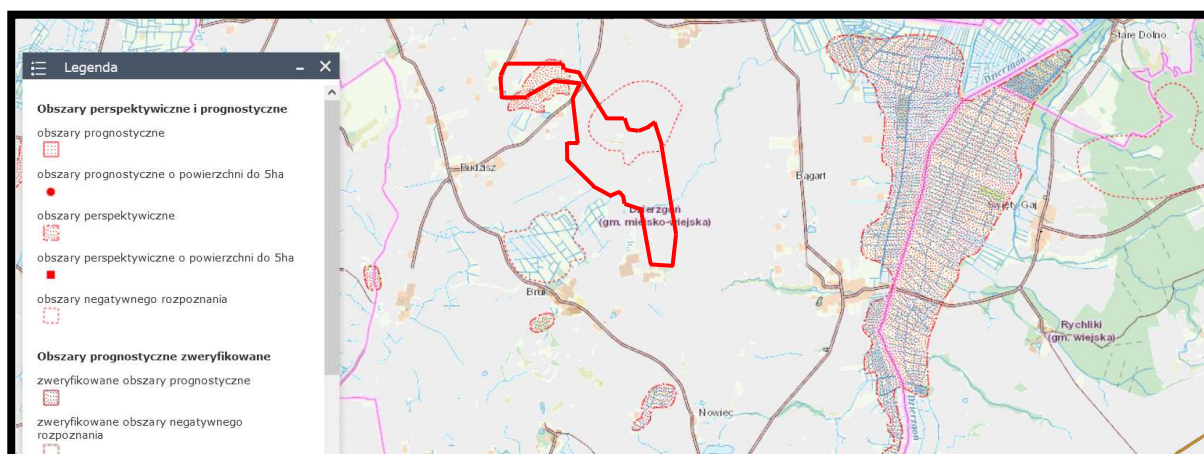 Legenda
Obszary perspektywiczne i prognostyczne
obszary prognostyczne
obszary prognostyczne o powierzchni do 5ha
obszary perspektywiczne
obszary perspektywiczne o powierzchni do 5ha
obszary negatywnego rozpoznania
Obszary prognostyczne zweryfikowane
zweryfikowane obszary prognostyczne
zweryfikowane obszary negatywnego
rozpoznania
Stare Dolno
Dzierzgoń
Budzisz
Bągart
Święty Gaj
Dzierzgoń
(gm. miejsko-wiejska)
Bruk
Rychliki
(gm. wiejska)
Nowiec
Dzierzgoń